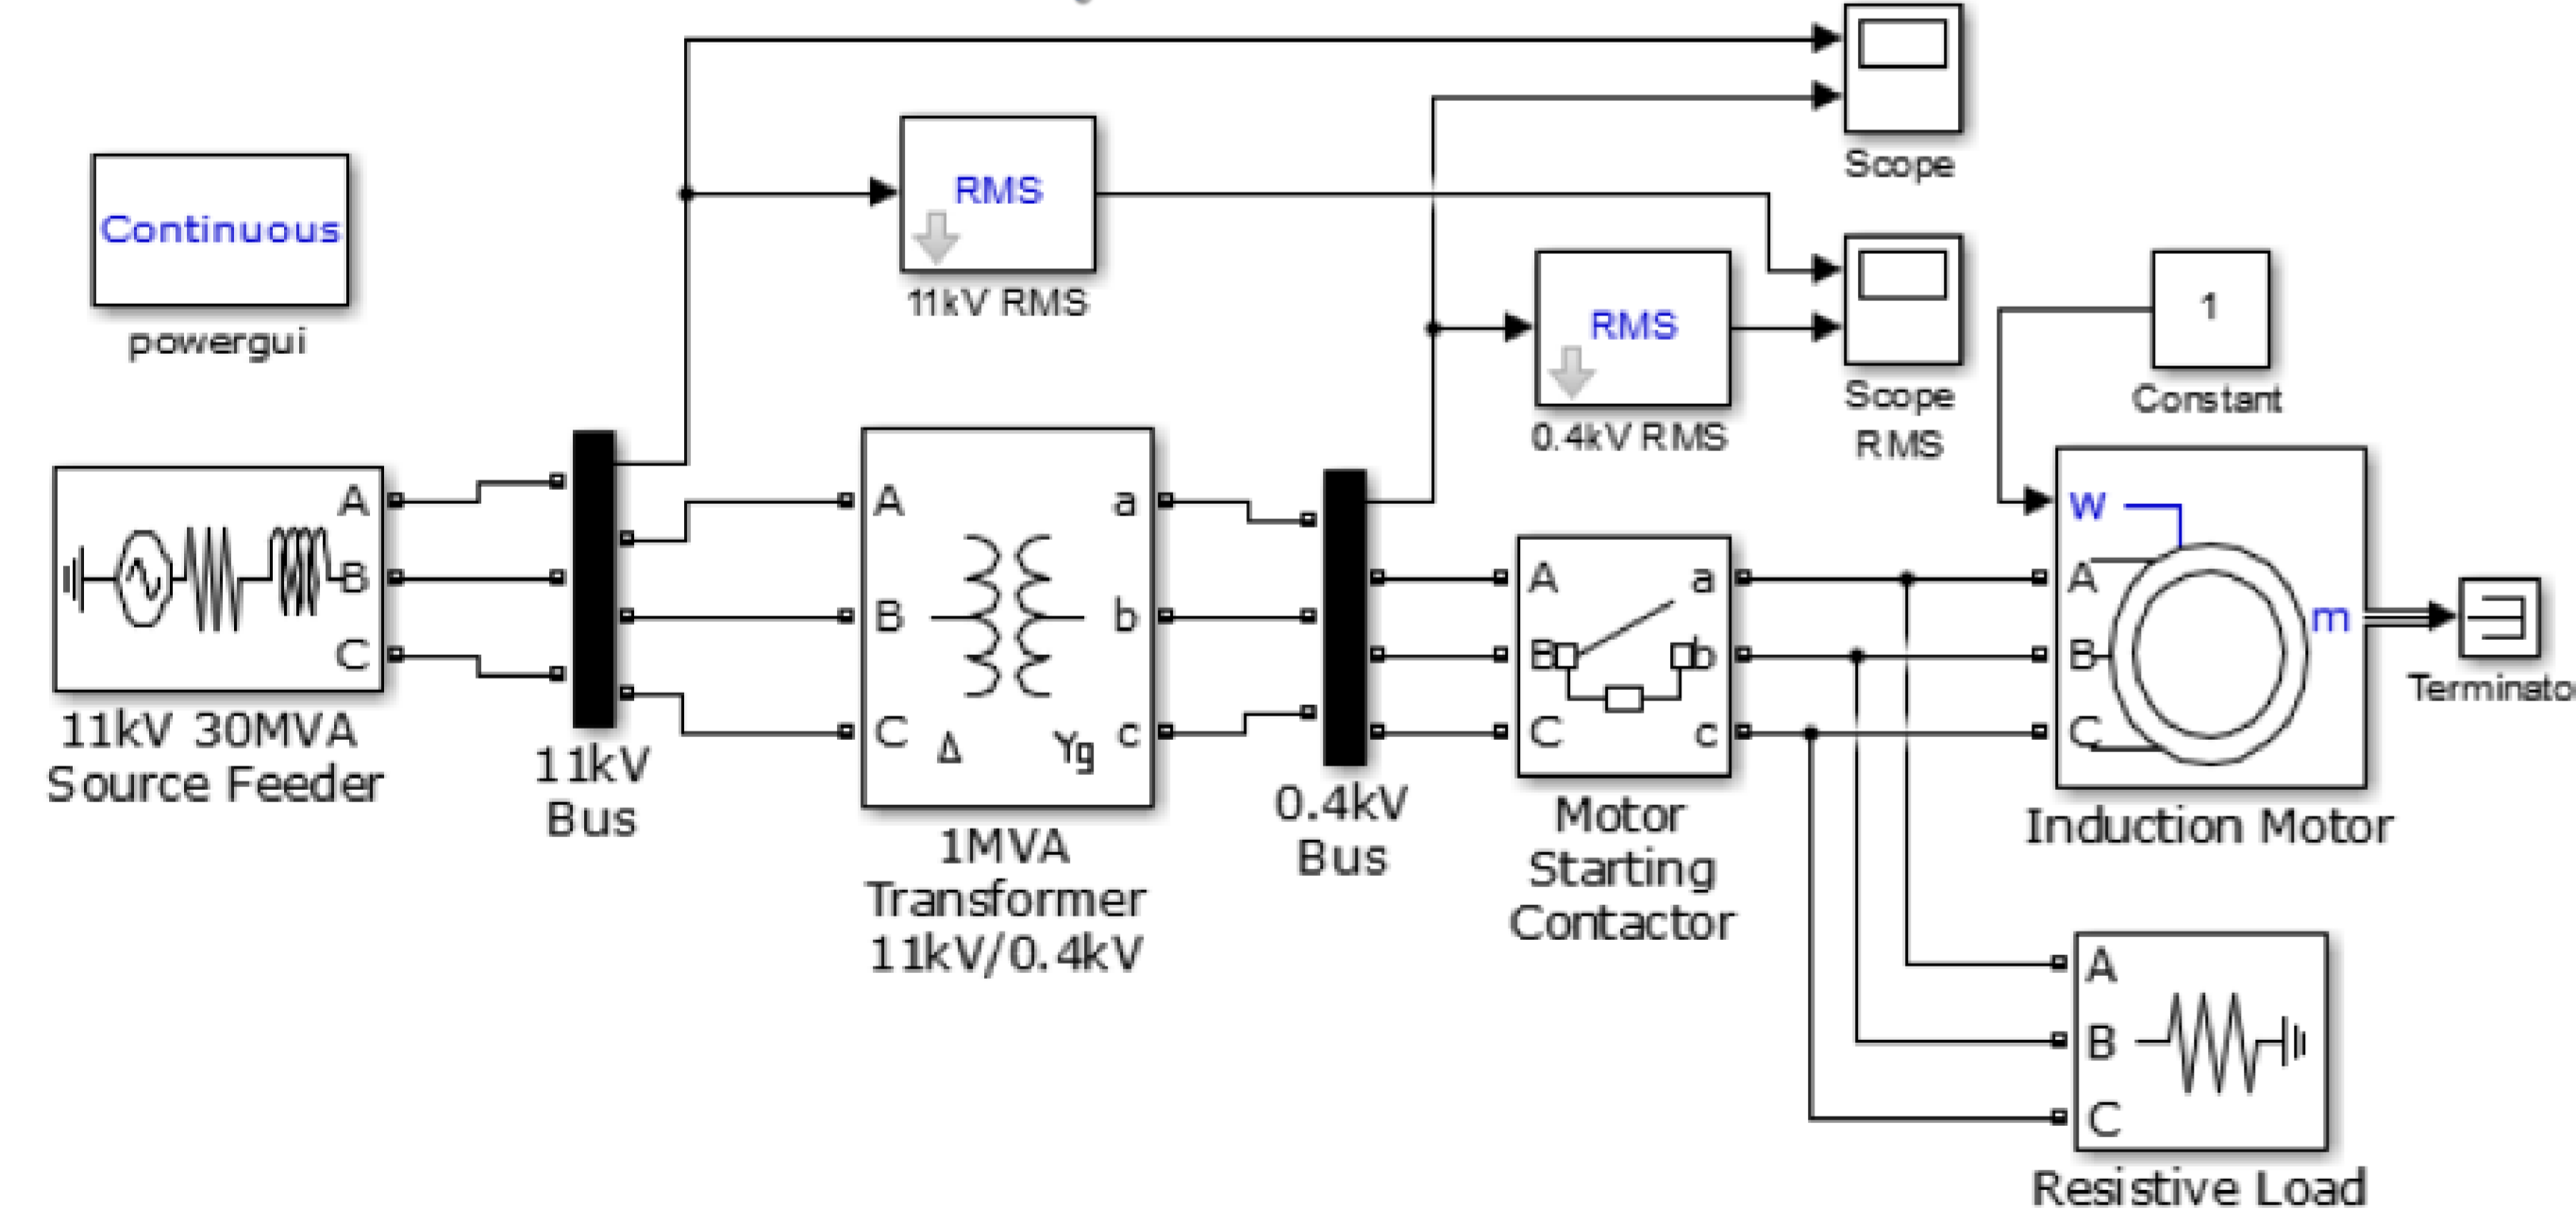 Scope
RMS
11kV RMS
Continuous
powergui
RMS
0.4kV RMS
Scope
RMS
1
Constant
A
B
C
11kV 30MVA
Source Feeder
11kV
Bus
A
B
C
Δ
Yg
a
b
c
1MVA
Transformer
11kV/0.4kV
0.4kV
Bus
A
B
C
a
b
c
Motor
Starting
Contactor
w
A
B
C
m
Induction Motor
Terminato
A
B
C
Resistive Load